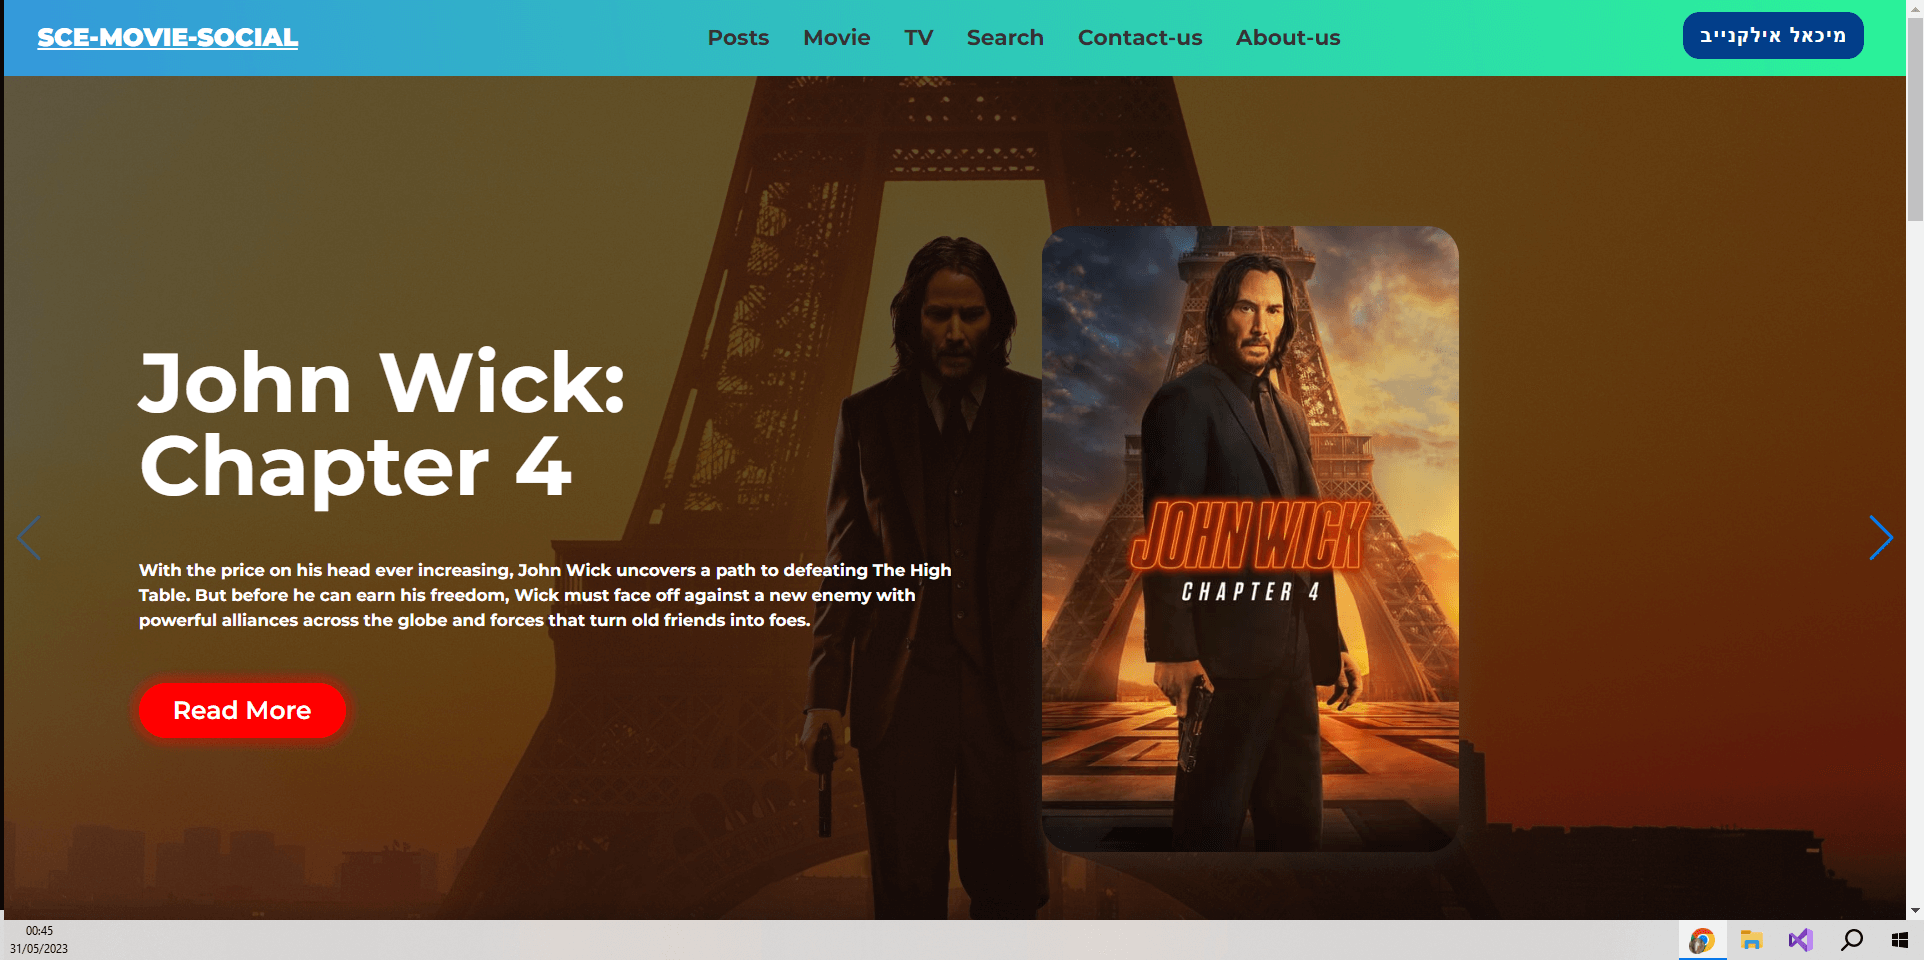 SCE-MOVIE-SOCIAL
Posts
Movie
TV
Search
Contact-us
About-us
מיכאל אילקנייב
John Wick:
Chapter 4
With the price on his head ever increasing, John Wick uncovers a path to defeating The High
Table. But before he can earn his freedom, Wick must face off against a new enemy with
powerful alliances across the globe and forces that turn old friends into foes.
Read More
JOHN WICK
CHAPTER 4
00:45
31/05/2023